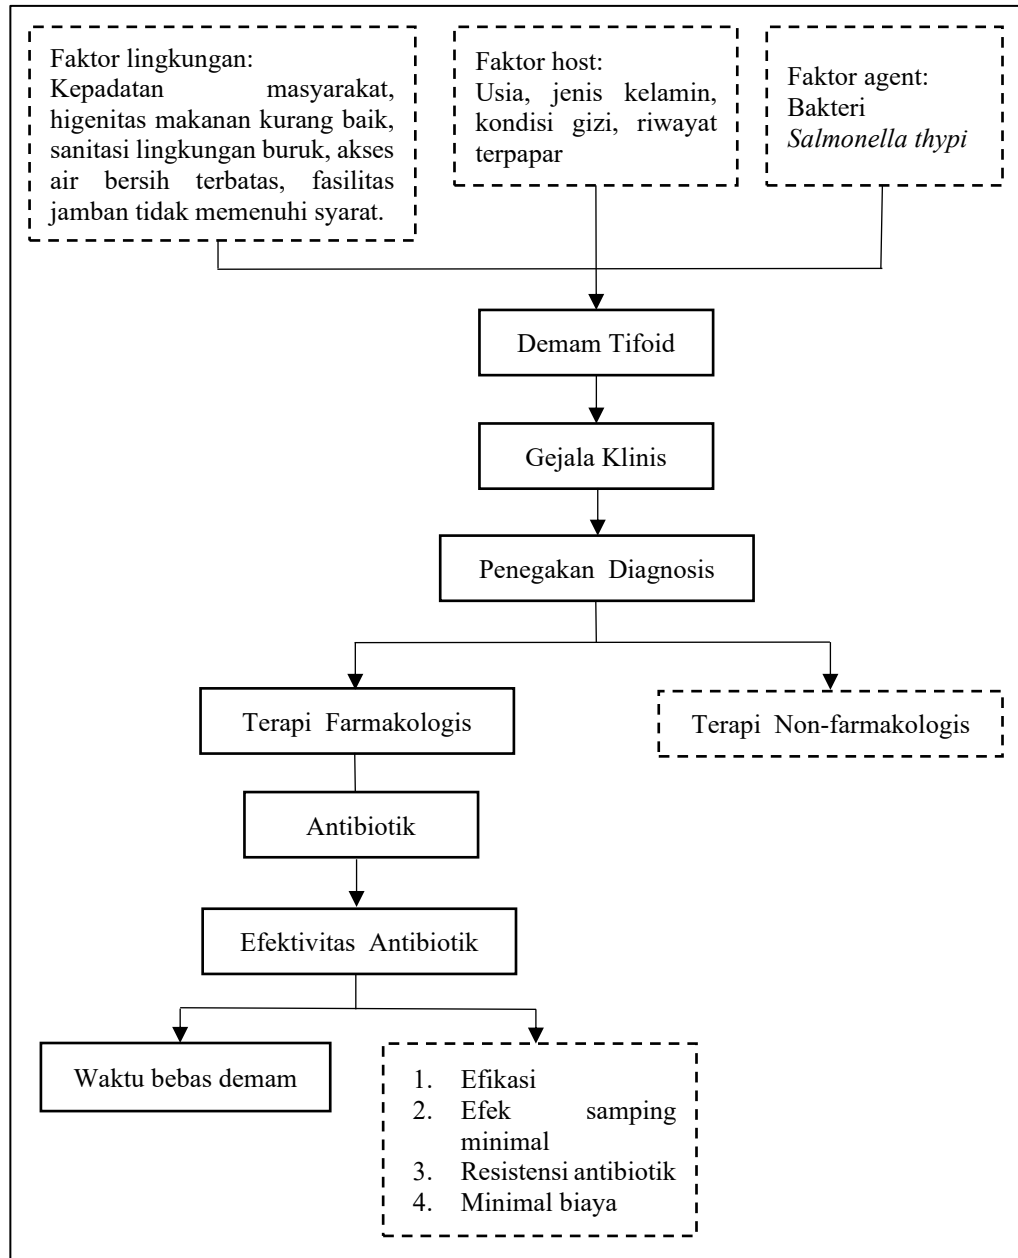 Faktor lingkungan:
Kepadatan masyarakat,
higenitas makanan kurang baik,
sanitasi lingkungan buruk, akses
air bersih terbatas, fasilitas
jamban tidak memenuhi syarat.
Faktor host:
Usia, jenis kelamin,
kondisi gizi, riwayat
terpapar
Faktor agent:
Bakteri
Salmonella thypi
Demam Tifoid
Gejala Klinis
Penegakan Diagnosis
Terapi Farmakologis
Terapi Non-farmakologis
Antibiotik
Efektivitas Antibiotik
Waktu bebas demam
1. Efikasi
2. Efek samping
minimal
3. Resistensi antibiotik
4. Minimal biaya